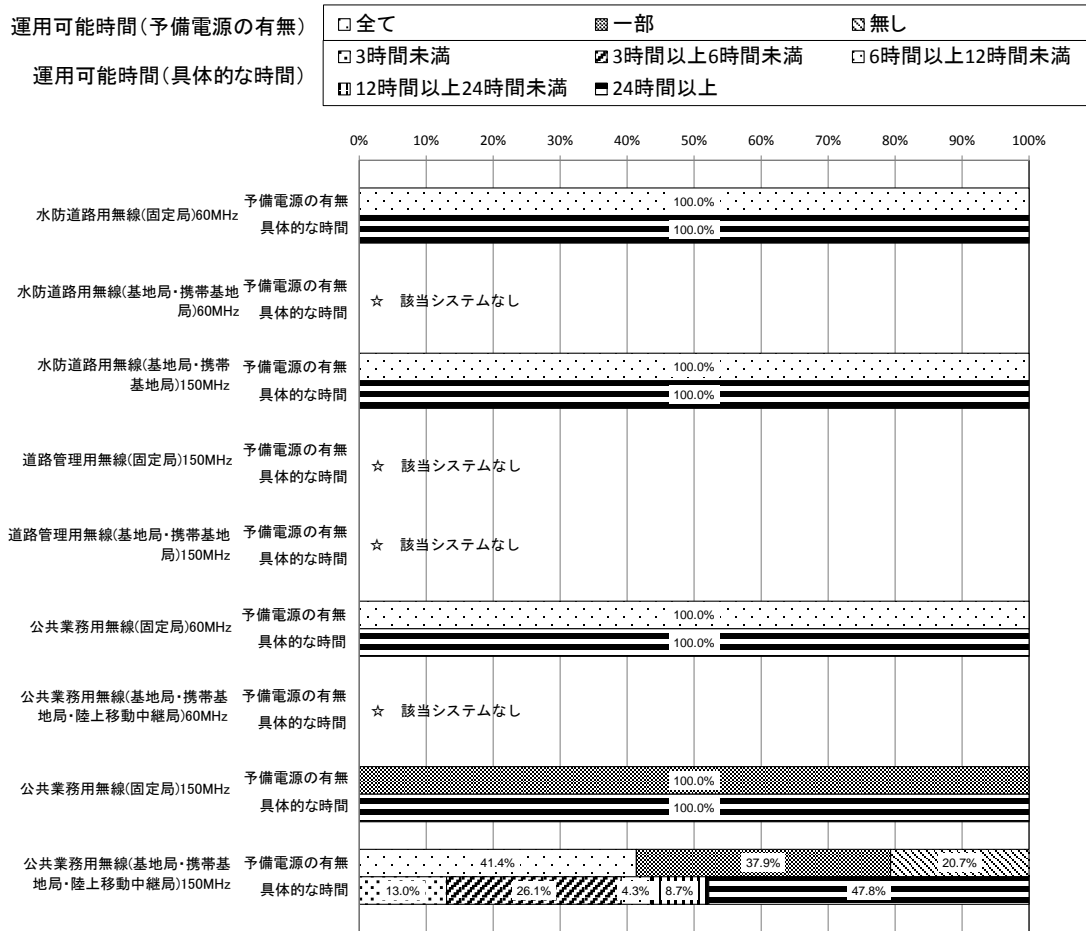 運用可能時間(予備電源の有無)
全て 一部 無し
運用可能時間(具体的な時間)
3時間未満 3時間以上6時間未満 6時間以上12時間未満
12時間以上24時間未満 24時間以上
0% 10% 20% 30% 40% 50% 60% 70% 80% 90% 100%
水防道路用無線(固定局)60MHz
予備電源の有無
100.0%
具体的な時間
100.0%
水防道路用無線(基地局・携帯基地
局)60MHz
予備電源の有無
具体的な時間
☆ 該当システムなし
水防道路用無線(基地局・携帯
基地局)150MHz
予備電源の有無
100.0%
具体的な時間
100.0%
道路管理用無線(固定局)150MHz
予備電源の有無
具体的な時間
☆ 該当システムなし
道路管理用無線(基地局・携帯基地
局)150MHz
予備電源の有無
具体的な時間
☆ 該当システムなし
公共業務用無線(固定局)60MHz
予備電源の有無
100.0%
具体的な時間
100.0%
公共業務用無線(基地局・携帯基
地局・陸上移動中継局)60MHz
予備電源の有無
具体的な時間
☆ 該当システムなし
公共業務用無線(固定局)150MHz
予備電源の有無
100.0%
具体的な時間
100.0%
公共業務用無線(基地局・携帯基
地局・陸上移動中継局)150MHz
予備電源の有無
41.4% 37.9% 20.7%
具体的な時間
13.0% 26.1% 4.3% 8.7% 47.8%